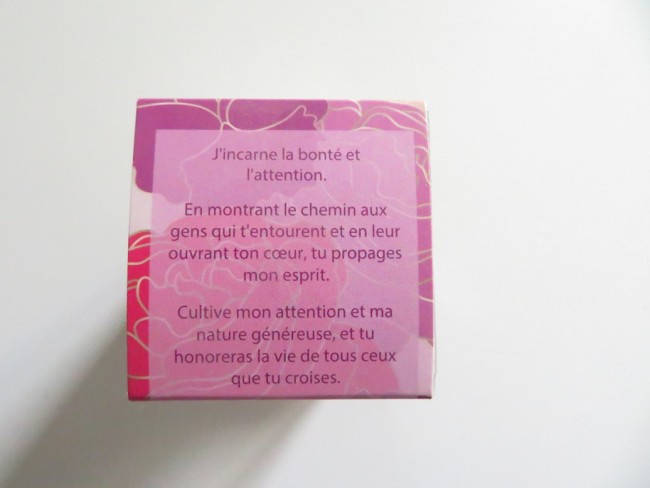 J'incarne la bonté et
l'attention.
En montrant le chemin aux
gens qui t'entourent et en leur
ouvrant ton cœur, tu propages
mon esprit.
Cultive mon attention et ma
nature généreuse, et tu
honoreras la vie de tous ceux
que tu croises.